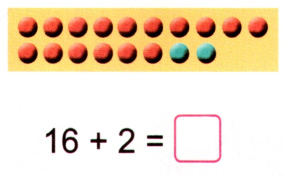 16 + 2 =